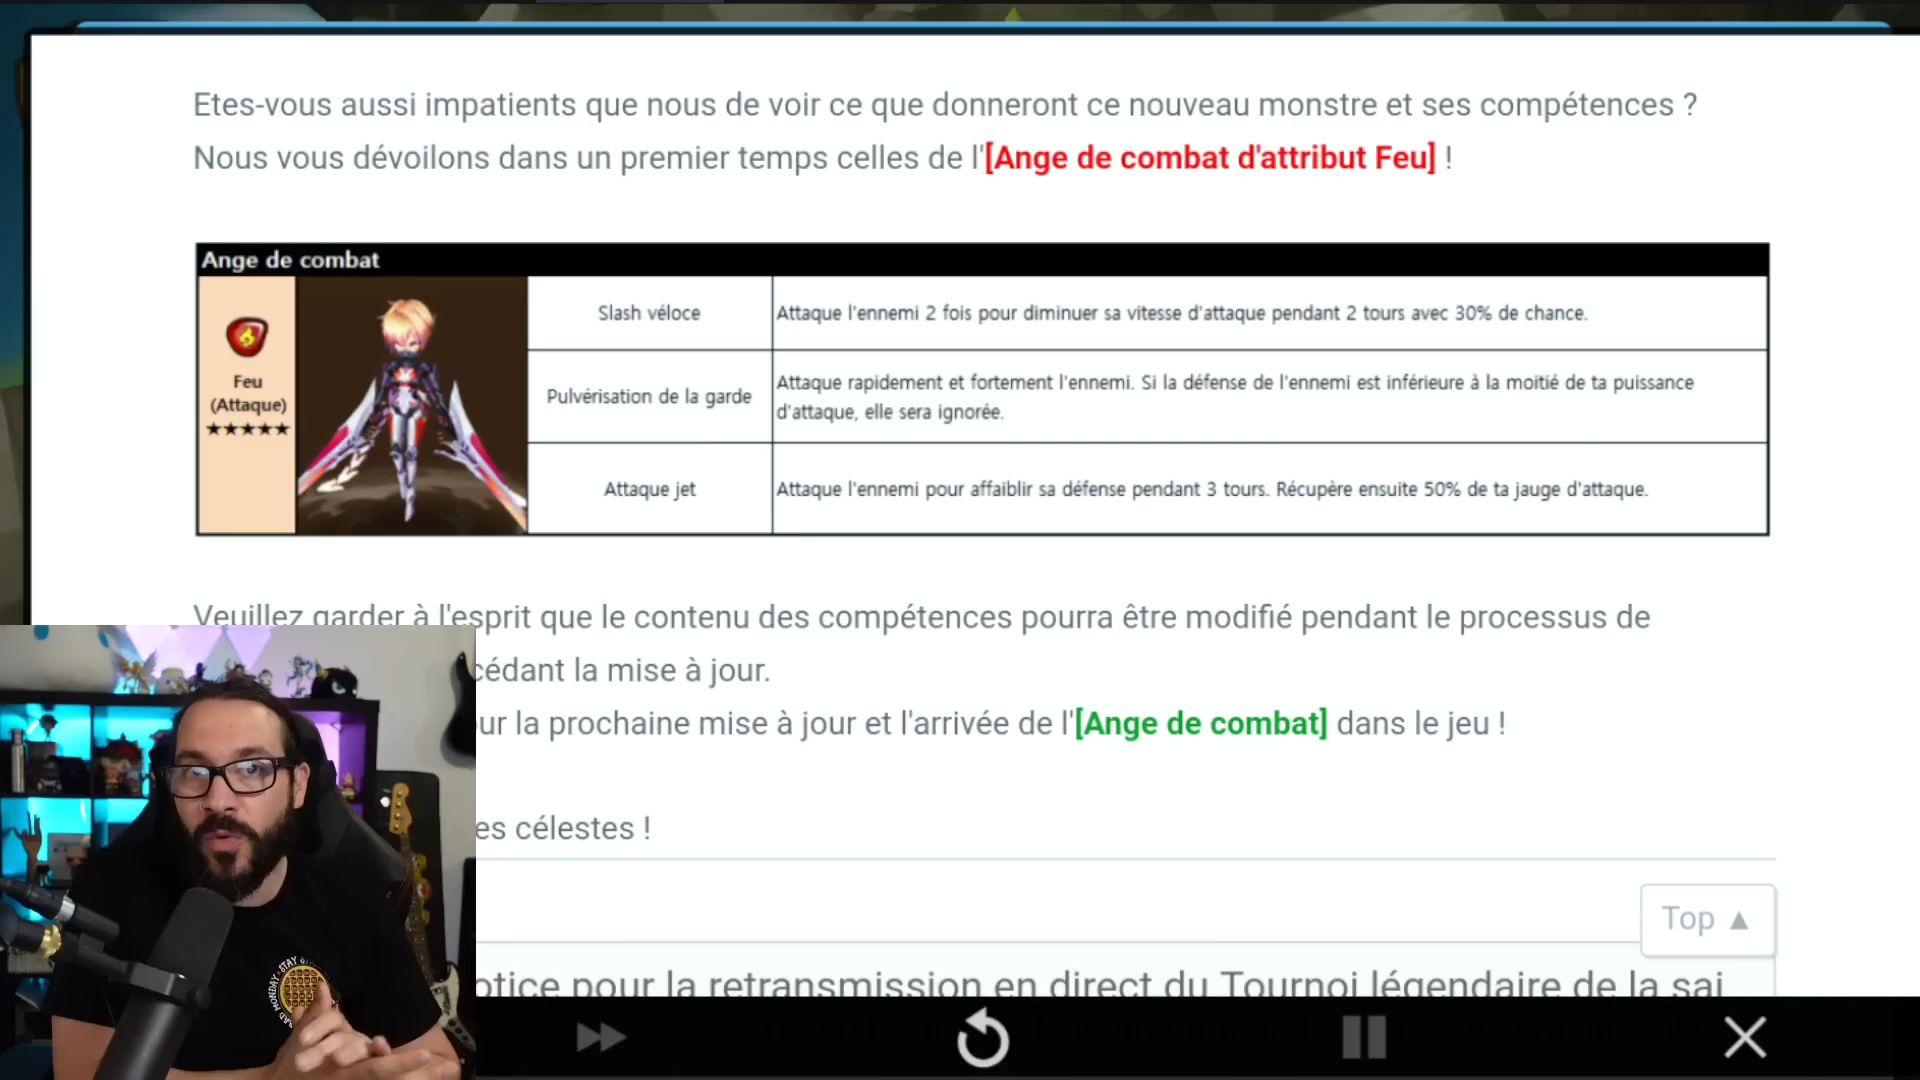 Etes-vous aussi impatients que nous de voir ce que donneront ce nouveau monstre et ses compétences ?
Nous vous dévoilons dans un premier temps celles de l'[Ange de combat d'attribut Feu] !
Ange de combat
Feu
(Attaque)
★★★★★
Slash véloce
Attaque l'ennemi 2 fois pour diminuer sa vitesse d'attaque pendant 2 tours avec 30% de chance.
Pulvérisation de la garde
Attaque rapidement et fortement l'ennemi. Si la défense de l'ennemi est inférieure à la moitié de ta puissance
d'attaque, elle sera ignorée.
Attaque jet
Attaque l'ennemi pour affaiblir sa défense pendant 3 tours. Récupère ensuite 50% de ta jauge d'attaque.
Veuillez garder à l'esprit que le contenu des compétences pourra être modifié pendant le processus de
cédant la mise à jour.
ur la prochaine mise à jour et l'arrivée de l'[Ange de combat] dans le jeu !
es célestes !
Top ▲
otice pour la retransmission en direct du Tournoi légendaire de la sai